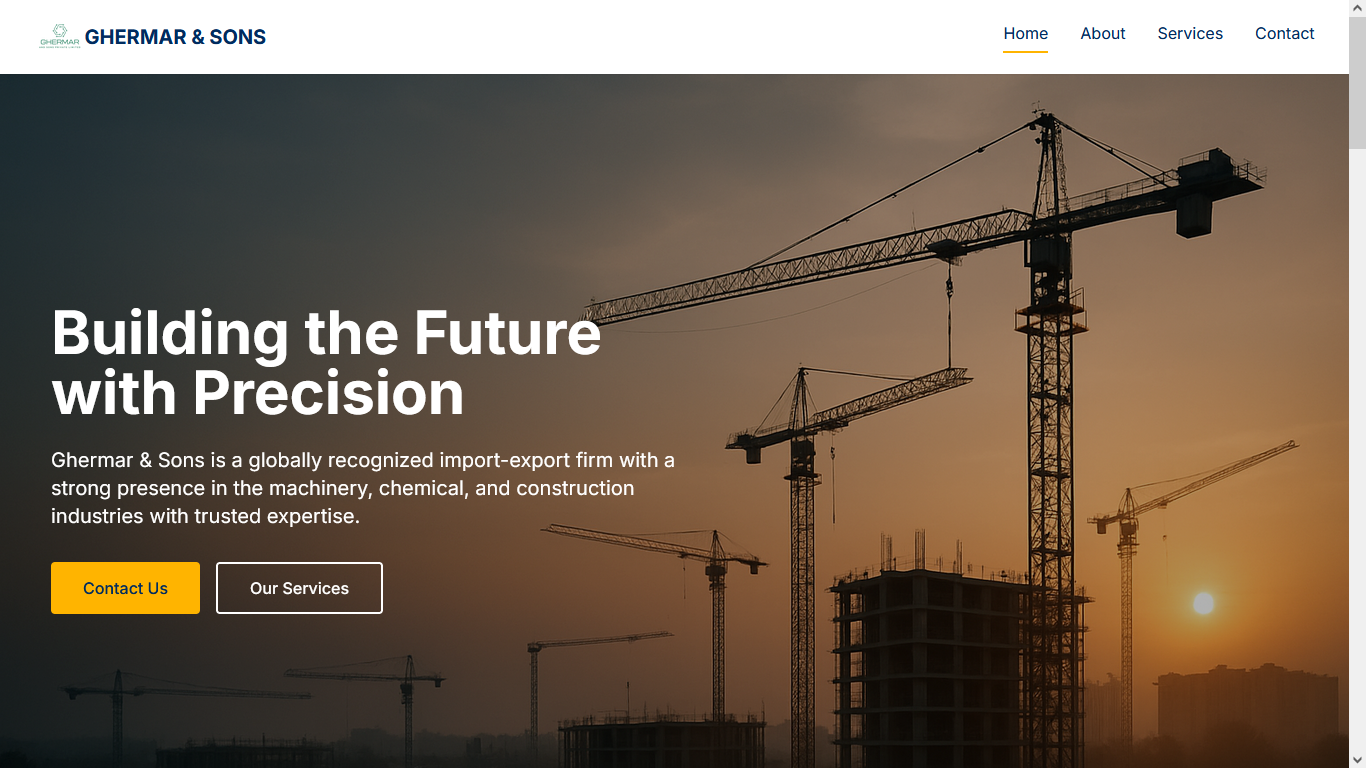 GHERMAR
GHERMAR & SONS
Home
About
Services
Contact
Building the Future
with Precision
Ghermar & Sons is a globally recognized import-export firm with a
strong presence in the machinery, chemical, and construction
industries with trusted expertise.
Contact Us
Our Services